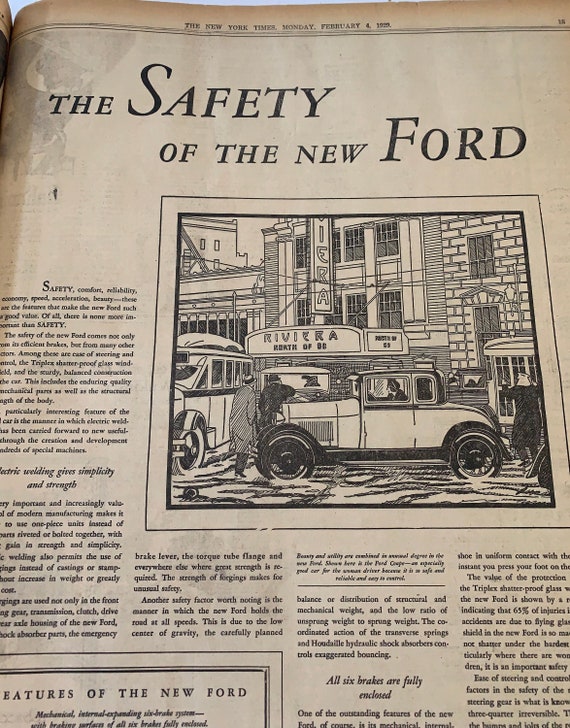 THE NEW YORK TIMES, MONDAY, FEBRUARY 4, 1929.
15
THE SAFETY
OF THE NEW FORD
RIVIERA
RIVIERA
NORTH OF 66
SAFETY, comfort, reliability,
economy, speed, acceleration, beauty—these
are the features that make the new Ford such
a good value. Of all, there is none more im-
portant than SAFETY.
The safety of the new Ford comes not only
from its efficient brakes, but from many other
factors. Among these are ease of steering and
control, the Triplex shatter-proof glass wind-
shield, and the sturdy, balanced construction
the car. This includes the enduring quality
mechanical parts as well as the structural
strength of the body.
particularly interesting feature of the
car is the manner in which electric weld-
has been carried forward to new useful-
through the creation and development
hundreds of special machines.
Electric welding gives simplicity
and strength
very important and increasingly valu-
of modern manufacturing makes it
to use one-piece units instead of
parts riveted or bolted together, with
gain in strength and simplicity.
welding also permits the use of
forgings instead of castings or stamp-
without increase in weight or greatly
cost.
forgings are used not only in the front
gear, transmission, clutch, drive
rear axle housing of the new Ford,
shock absorber parts, the emergency
brake lever, the torque tube flange and
everywhere else where great strength is re-
quired. The strength of forgings makes for
unusual safety.
Another safety factor worth noting is the
manner in which the new Ford holds the
road at all speeds. This is due to the low
center of gravity, the carefully planned
Beauty and utility are combined in unusual degree in the
new Ford. Shown here is the Ford Coupe—an especially
good car for the woman driver because it is so safe and
reliable and easy to control.
balance or distribution of structural and
mechanical weight, and the low ratio of
unsprung weight to sprung weight. The co-
ordinated action of the transverse springs
and Houdaille hydraulic shock absorbers con-
trols exaggerated bouncing.
All six brakes are fully
enclosed
One of the outstanding features of the new
Ford, of course, is its mechanical, internal-
shoe in uniform contact with the
instant you press your foot on the
The value of the protection
the Triplex shatter-proof glass w
the new Ford is shown by a r
indicating that 65% of injuries i
accidents are due to flying glas
shield in the new Ford is so ma
not shatter under the hardest
ticularly where there are wo
dren, it is an important safety
Ease of steering and control
factors in the safety of the n
steering gear is what is know
three-quarter irreversible. T
the bumps and jolts of the r
FEATURES OF THE NEW FORD
Mechanical, internal-expanding six-brake system—
with braking surfaces of all six brakes fully enclosed.